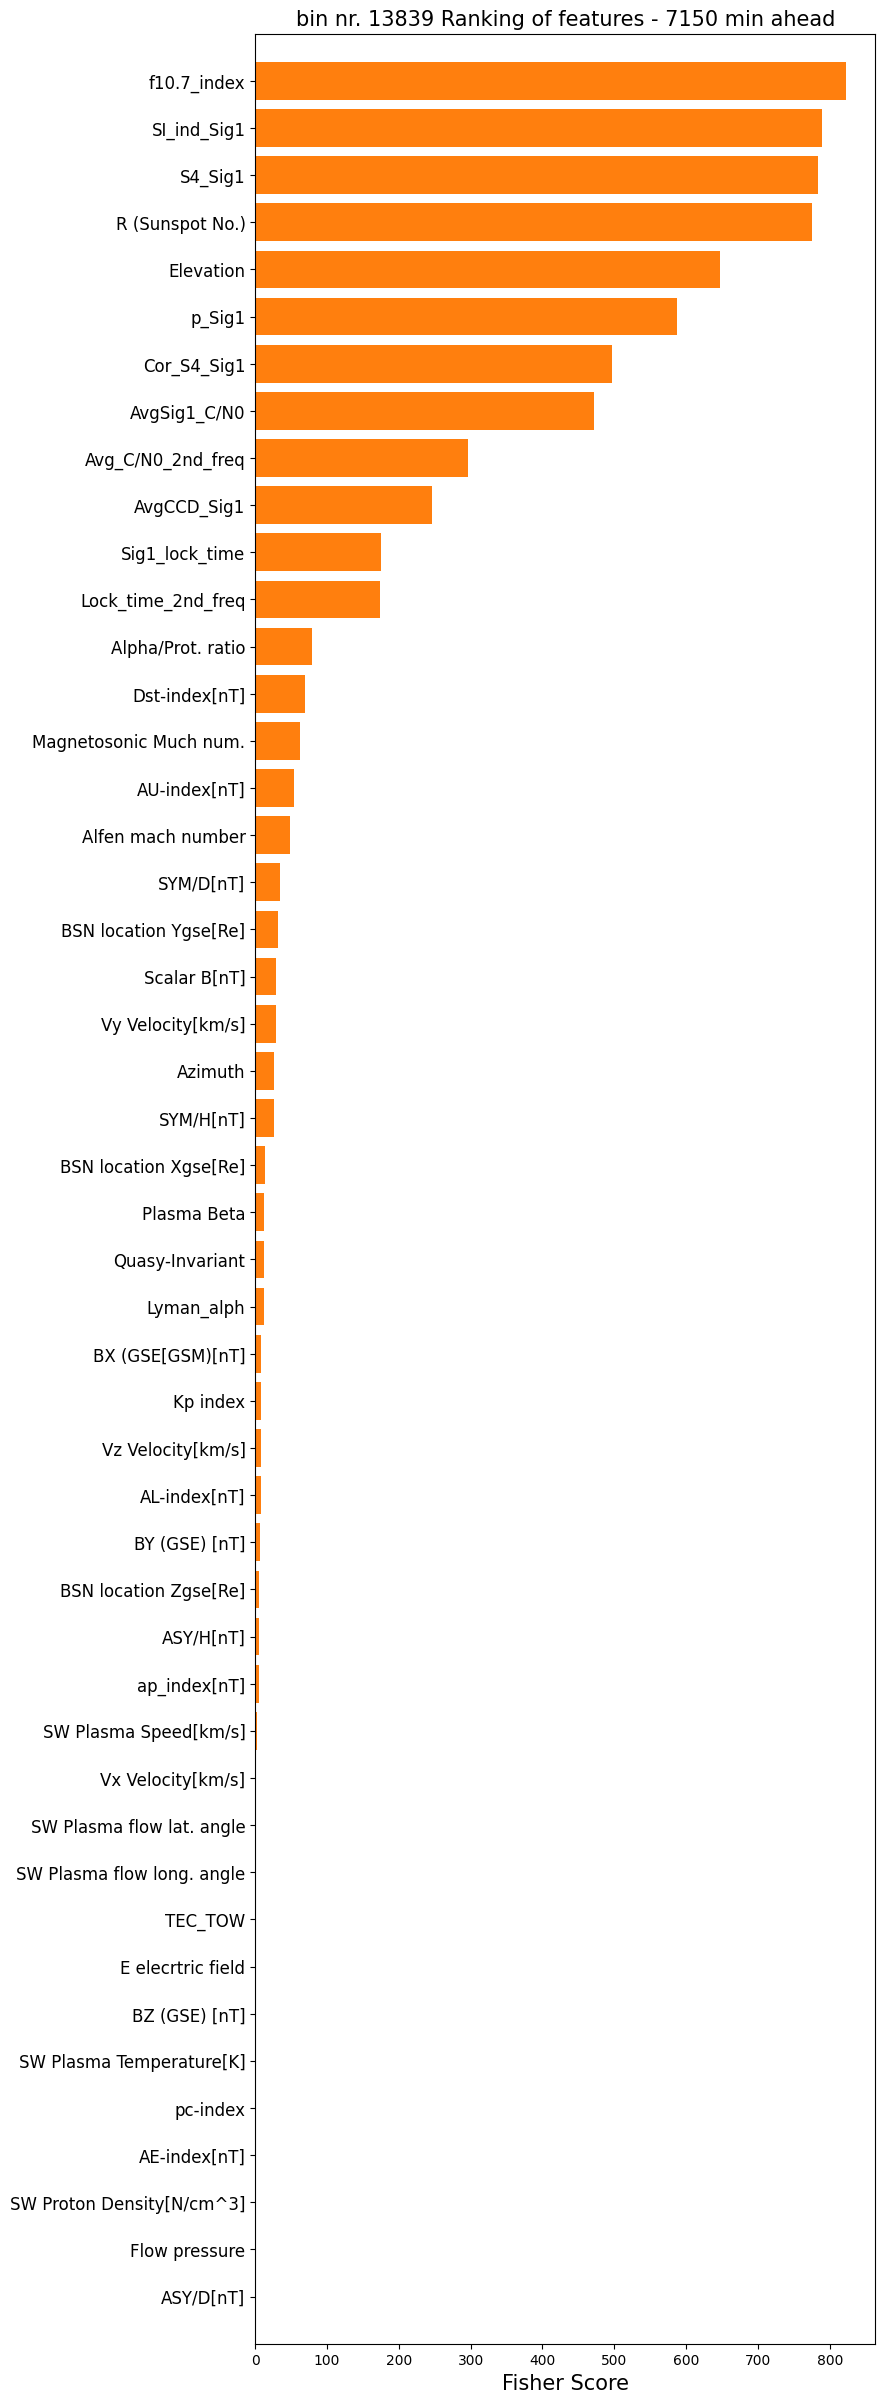 bin nr. 13839 Ranking of features - 7150 min ahead
f10.7_index
SI_ind_Sig1
S4_Sig1
R (Sunspot No.)
Elevation
p_Sig1
Cor_S4_Sig1
AvgSig1_C/N0
Avg_C/N0_2nd_freq
AvgCCD_Sig1
Sig1_lock_time
Lock_time_2nd_freq
Alpha/Prot. ratio
Dst-index[nT]
Magnetosonic Much num.
AU-index[nT]
Alfen mach number
SYM/D[nT]
BSN location Ygse[Re]
Scalar B[nT]
Vy Velocity[km/s]
Azimuth
SYM/H[nT]
BSN location Xgse[Re]
Plasma Beta
Quasy-Invariant
Lyman_alph
BX (GSE[GSM)[nT]
Kp index
Vz Velocity[km/s]
AL-index[nT]
BY (GSE) [nT]
BSN location Zgse[Re]
ASY/H[nT]
ap_index[nT]
SW Plasma Speed[km/s]
Vx Velocity[km/s]
SW Plasma flow lat. angle
SW Plasma flow long. angle
TEC_TOW
E elecrtric field
BZ (GSE) [nT]
SW Plasma Temperature[K]
pc-index
AE-index[nT]
SW Proton Density[N/cm^3]
Flow pressure
ASY/D[nT]
0 100 200 300 400 500 600 700 800
Fisher Score